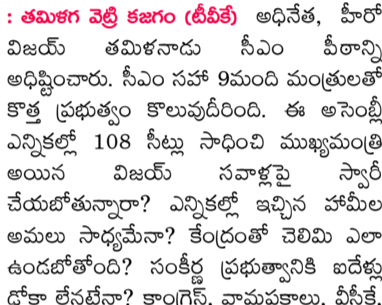 : తమిళగ వెట్రి కజగం (టీవీకే) అధినేత, హీరో
విజయ్ తమిళనాడు సీఎం పీఠాన్ని
అధిష్టించారు. సీఎం సహా 9మంది మంత్రులతో
కొత్త ప్రభుత్వం కొలువుదీరింది. ఈ అసెంబ్లీ
ఎన్నికల్లో 108 సీట్లు సాధించి ముఖ్యమంత్రి
అయిన విజయ్ సవాళ్లపై స్వారీ
చేయబోతున్నారా? ఎన్నికల్లో ఇచ్చిన హామీల
అమలు సాధ్యమేనా? కేంద్రంతో చెలిమి ఎలా
ఉండబోతోంది? సంకీర్ణ ప్రభుత్వానికి ఐదేళ్లు
ఢోకా లేనట్టేనా? కాంగ్రెస్, వామపక్షాలు, వీసీకే,